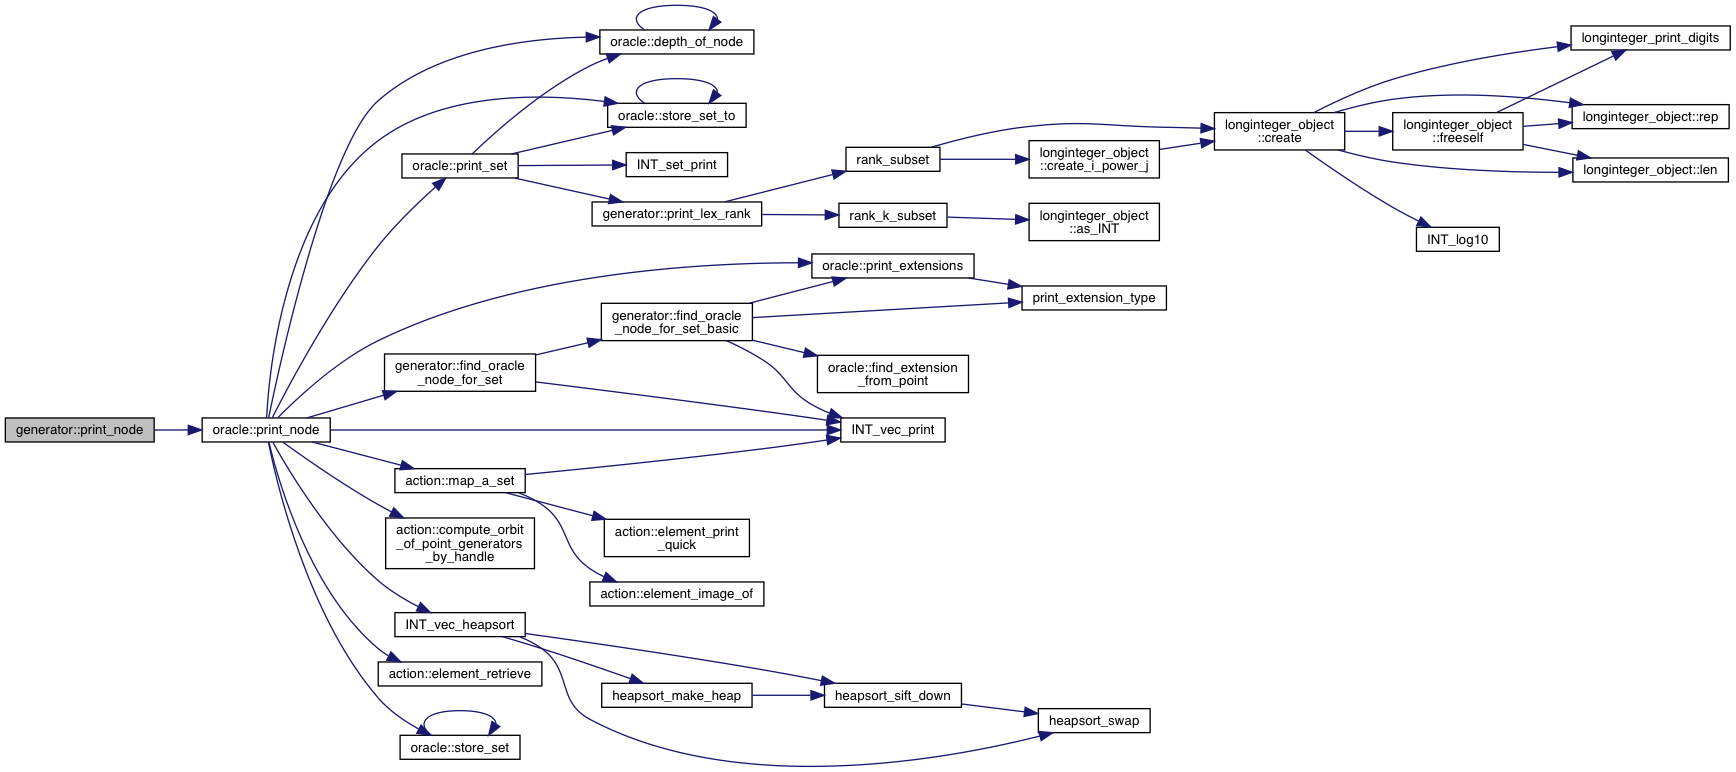 oracle::depth_of_node
longinteger_print_digits
oracle::store_set_to
longinteger_object
::create
longinteger_object
::freeself
longinteger_object::rep
oracle::print_set
INT_set_print
rank_subset
longinteger_object
::create_i_power_j
longinteger_object::len
generator::print_lex_rank
rank_k_subset
longinteger_object
::as_INT
INT_log10
oracle::print_extensions
print_extension_type
generator::find_oracle
_node_for_set_basic
generator::find_oracle
_node_for_set
oracle::find_extension
_from_point
generator::print_node
oracle::print_node
INT_vec_print
action::map_a_set
action::compute_orbit
_of_point_generators
_by_handle
action::element_print
_quick
action::element_image_of
INT_vec_heapsort
action::element_retrieve
heapsort_make_heap
heapsort_sift_down
heapsort_swap
oracle::store_set